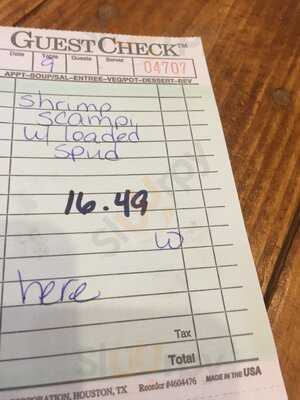 GUESTCHECK™
Date Table Guests Server
9 04707
APPT-SOUP/SAL-ENTREE-VEG/POT-DESSERT-BEV
Shrimp
Scampi
w/ loaded
spud
16.49
W
here
Tax
Total
CORPORATION, HOUSTON, TX Reorder #4604476 MADE IN THE USA